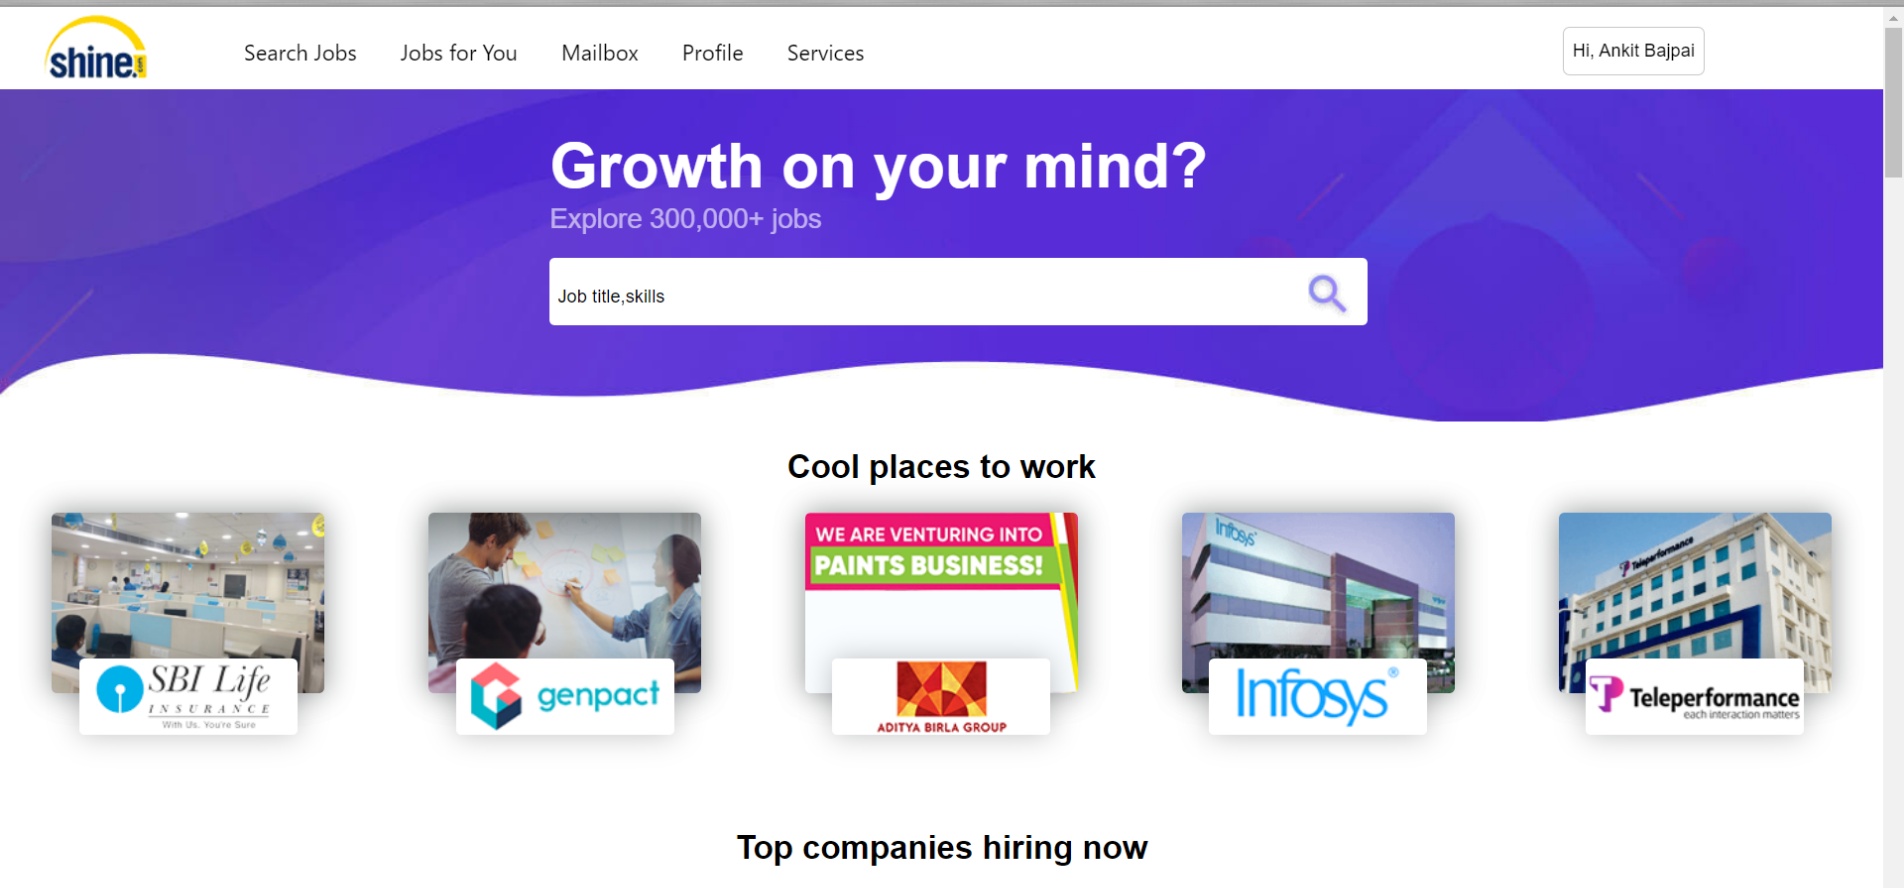 shine.com
Search Jobs
Jobs for You
Mailbox
Profile
Services
Hi, Ankit Bajpai
Growth on your mind?
Explore 300,000+ jobs
Job title,skills
Cool places to work
SBI Life
INSURANCE
With Us, You're Sure
genpact
WE ARE VENTURING INTO
PAINTS BUSINESS!
ADITYA BIRLA GROUP
Infosys®
Infosys®
Teleperformance
Teleperformance
each interaction matters
Top companies hiring now